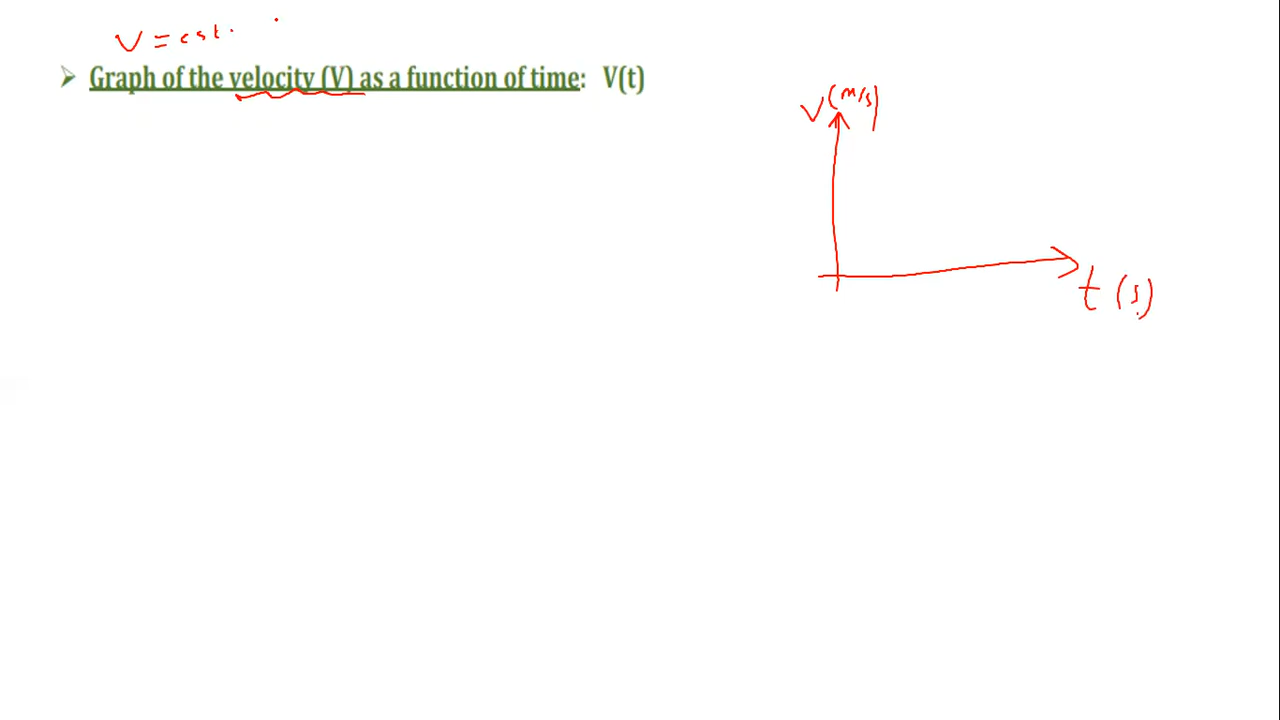 V = cst.
➢ Graph of the velocity (V) as a function of time: V(t)
V (m/s)
t (s)